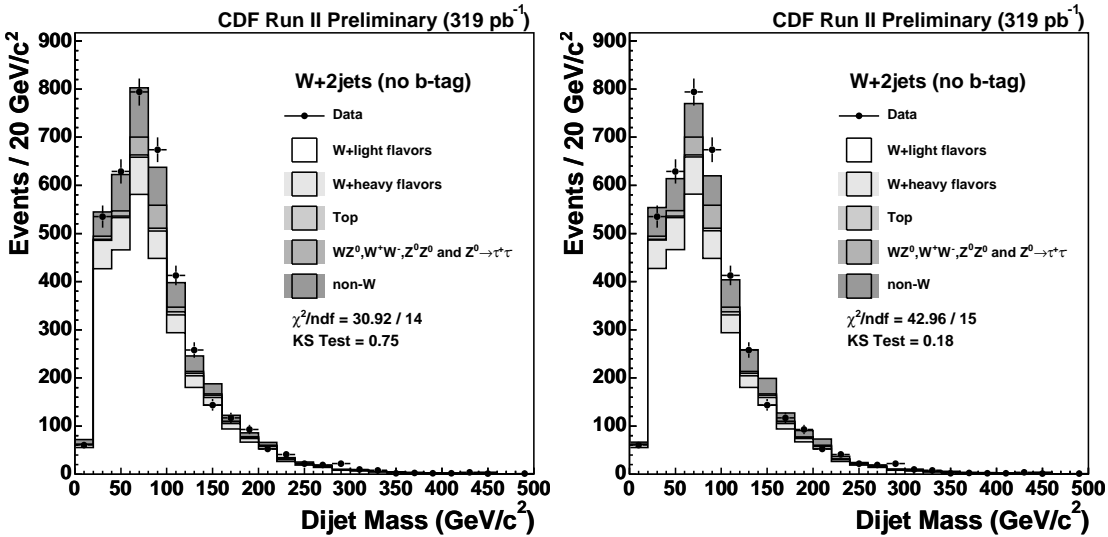 CDF Run II Preliminary (319 pb⁻¹)
Events / 20 GeV/c²
900
800
700
600
500
400
300
200
100
0
W+2jets (no b-tag)
Data
W+light flavors
W+heavy flavors
Top
WZ⁰,W⁺W⁻,Z⁰Z⁰ and Z⁰→τ⁺τ
non-W
χ²/ndf = 30.92 / 14
KS Test = 0.75
0 50 100 150 200 250 300 350 400 450 500
Dijet Mass (GeV/c²)
CDF Run II Preliminary (319 pb⁻¹)
Events / 20 GeV/c²
900
800
700
600
500
400
300
200
100
0
W+2jets (no b-tag)
Data
W+light flavors
W+heavy flavors
Top
WZ⁰,W⁺W⁻,Z⁰Z⁰ and Z⁰→τ⁺τ
non-W
χ²/ndf = 42.96 / 15
KS Test = 0.18
0 50 100 150 200 250 300 350 400 450 500
Dijet Mass (GeV/c²)